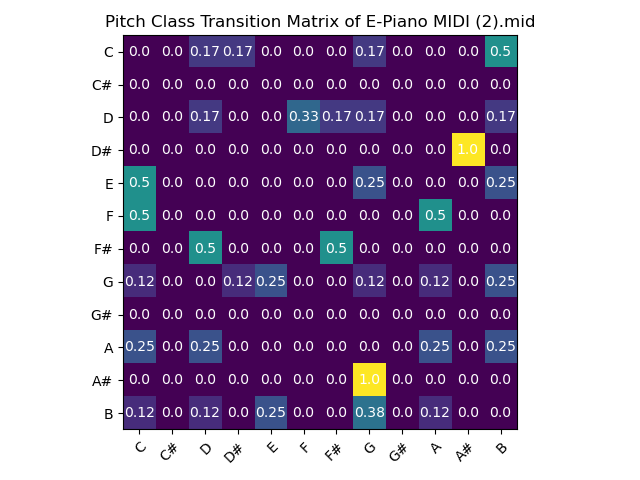 Pitch Class Transition Matrix of E-Piano MIDI (2).mid
C 0.0 0.0 0.17 0.17 0.0 0.0 0.0 0.17 0.0 0.0 0.0 0.5
C# 0.0 0.0 0.0 0.0 0.0 0.0 0.0 0.0 0.0 0.0 0.0 0.0
D 0.0 0.0 0.17 0.0 0.0 0.33 0.17 0.17 0.0 0.0 0.0 0.17
D# 0.0 0.0 0.0 0.0 0.0 0.0 0.0 0.0 0.0 0.0 1.0 0.0
E 0.5 0.0 0.0 0.0 0.0 0.0 0.0 0.25 0.0 0.0 0.0 0.25
F 0.5 0.0 0.0 0.0 0.0 0.0 0.0 0.0 0.0 0.5 0.0 0.0
F# 0.0 0.0 0.5 0.0 0.0 0.0 0.5 0.0 0.0 0.0 0.0 0.0
G 0.12 0.0 0.0 0.12 0.25 0.0 0.0 0.12 0.0 0.12 0.0 0.25
G# 0.0 0.0 0.0 0.0 0.0 0.0 0.0 0.0 0.0 0.0 0.0 0.0
A 0.25 0.0 0.25 0.0 0.0 0.0 0.0 0.0 0.0 0.25 0.0 0.25
A# 0.0 0.0 0.0 0.0 0.0 0.0 0.0 1.0 0.0 0.0 0.0 0.0
B 0.12 0.0 0.12 0.0 0.25 0.0 0.0 0.38 0.0 0.12 0.0 0.0
C C# D D# E F F# G G# A A# B